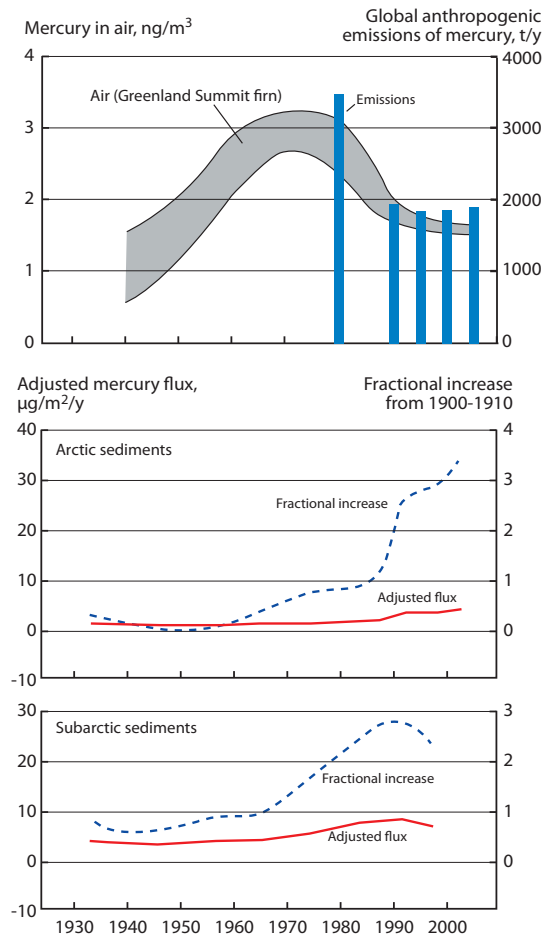 Mercury in air, ng/m³
Global anthropogenic
emissions of mercury, t/y
4
4000
Air (Greenland Summit firn)
Emissions
3
3000
2
2000
1
1000
0
0
Adjusted mercury flux,
µg/m²/y
Fractional increase
from 1900-1910
40
4
Arctic sediments
30
3
Fractional increase
20
2
10
1
Adjusted flux
0
0
-10
30
3
Subarctic sediments
20
2
Fractional increase
10
1
Adjusted flux
0
0
-10
1930 1940 1950 1960 1970 1980 1990 2000